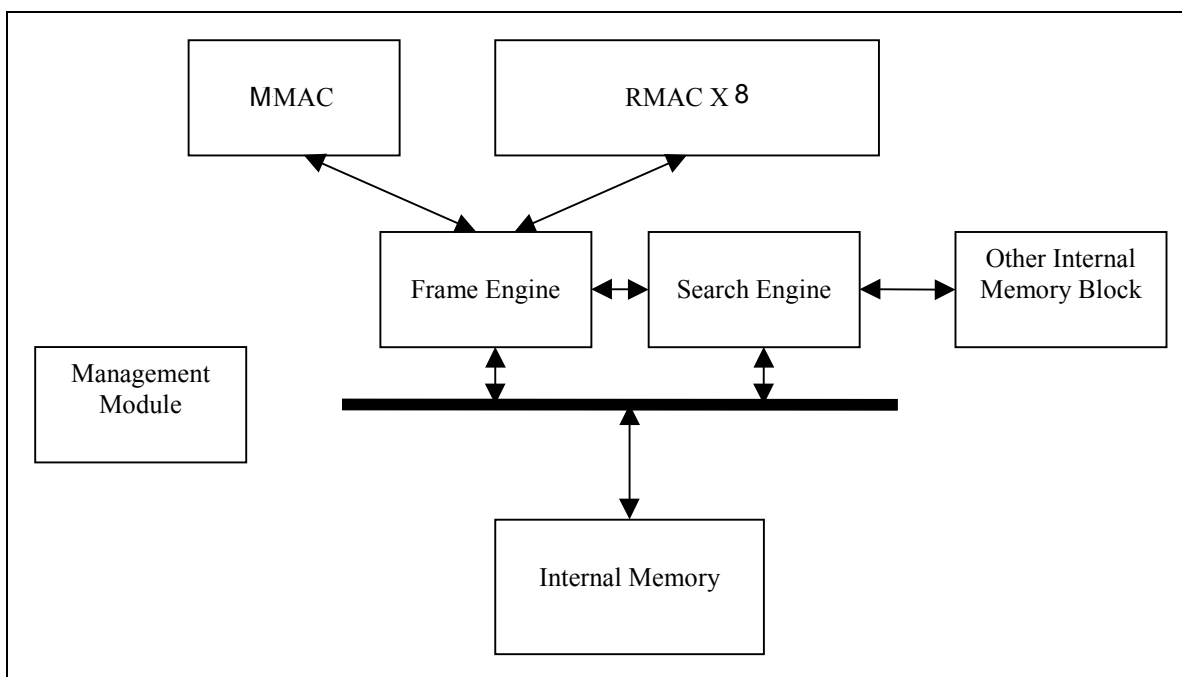 MMAC
RMAC X 8
Frame Engine
Search Engine
Other Internal
Memory Block
Management
Module
Internal Memory